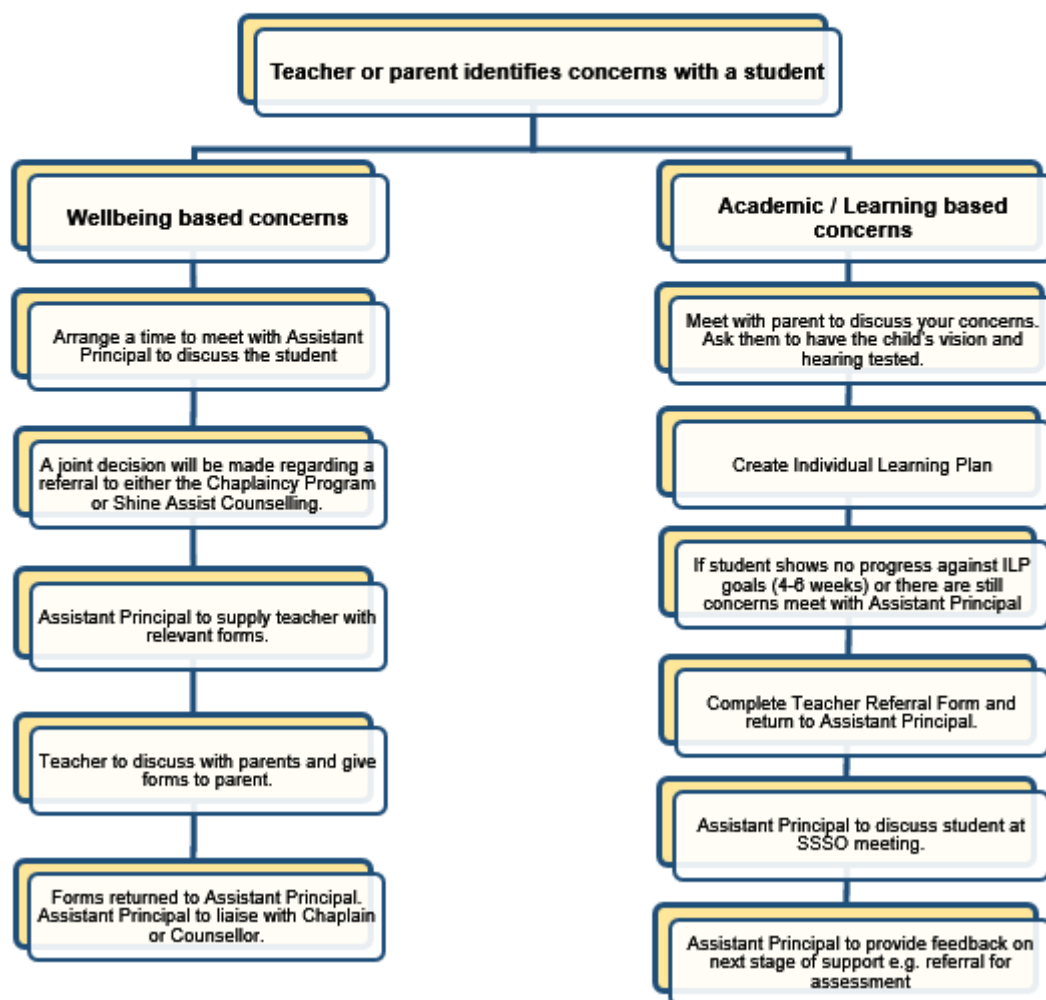 Teacher or parent identifies concerns with a student
Wellbeing based concerns
Arrange a time to meet with Assistant
Principal to discuss the student
A joint decision will be made regarding a
referral to either the Chaplaincy Program
or Shine Assist Counselling.
Assistant Principal to supply teacher with
relevant forms.
Teacher to discuss with parents and give
forms to parent.
Forms returned to Assistant Principal.
Assistant Principal to liaise with Chaplain
or Counsellor.
Academic / Learning based
concerns
Meet with parent to discuss your concerns.
Ask them to have the child's vision and
hearing tested.
Create Individual Learning Plan
If student shows no progress against ILP
goals (4-6 weeks) or there are still
concerns meet with Assistant Principal
Complete Teacher Referral Form and
return to Assistant Principal.
Assistant Principal to discuss student at
SSSO meeting.
Assistant Principal to provide feedback on
next stage of support e.g. referral for
assessment